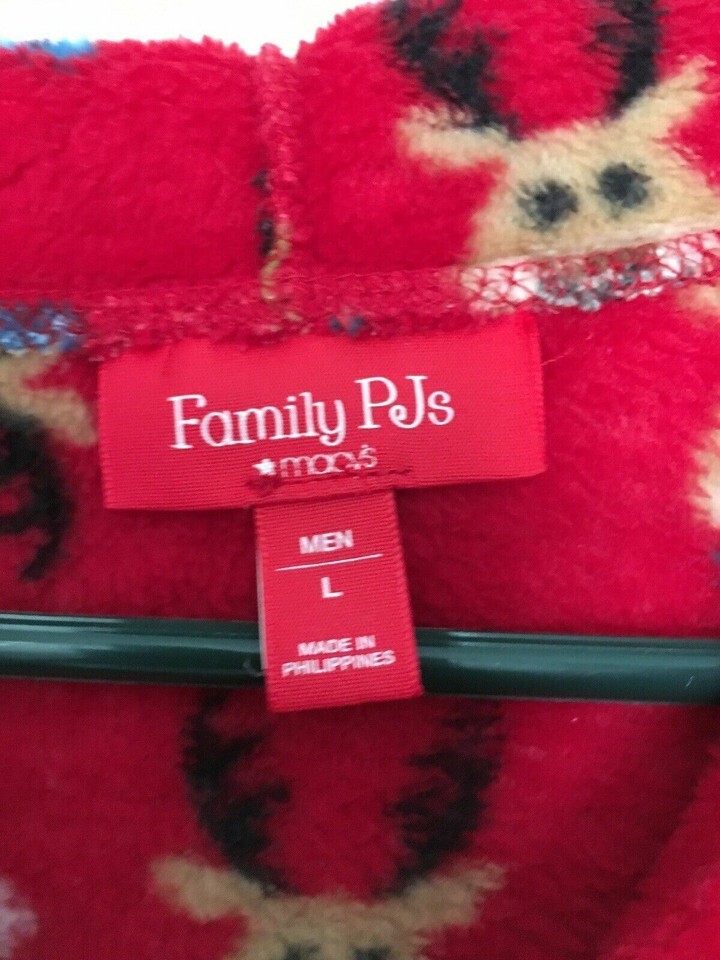 Family PJs
★macy's
MEN
L
MADE IN
PHILIPPINES